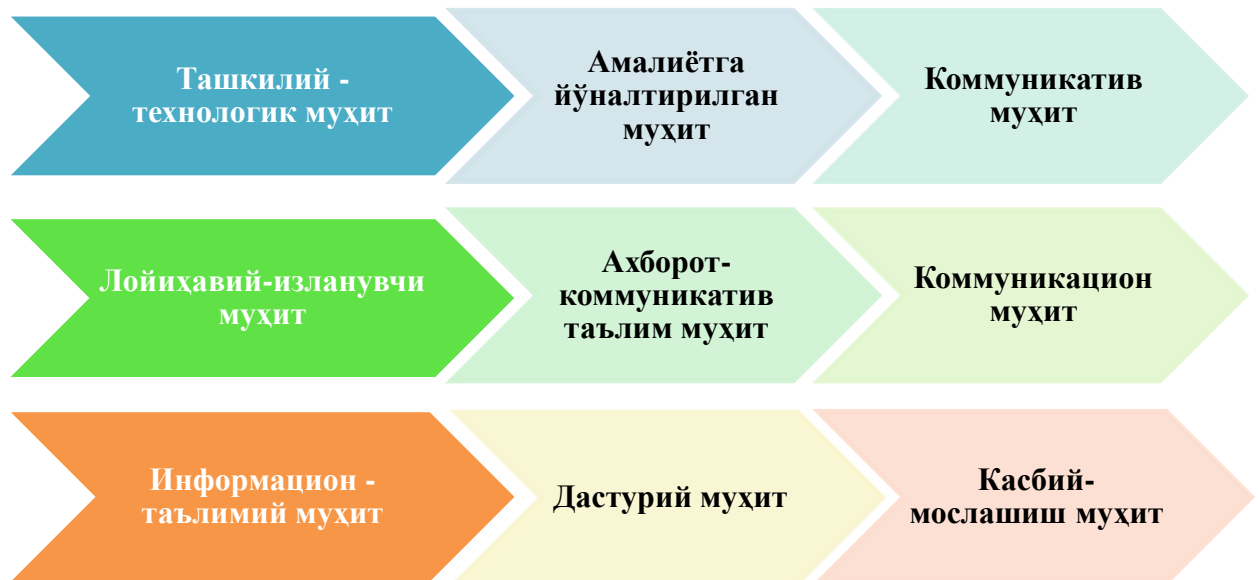 Ташкилий -
технологик муҳит
Амалиётга
йўналтирилган
муҳит
Коммуникатив
муҳит
Лойиҳавий-изланувчи
муҳит
Ахборот-
коммуникатив
таълим муҳит
Коммуникацион
муҳит
Информацион -
таълимий муҳит
Дастурий муҳит
Касбий-
мослашиш муҳит